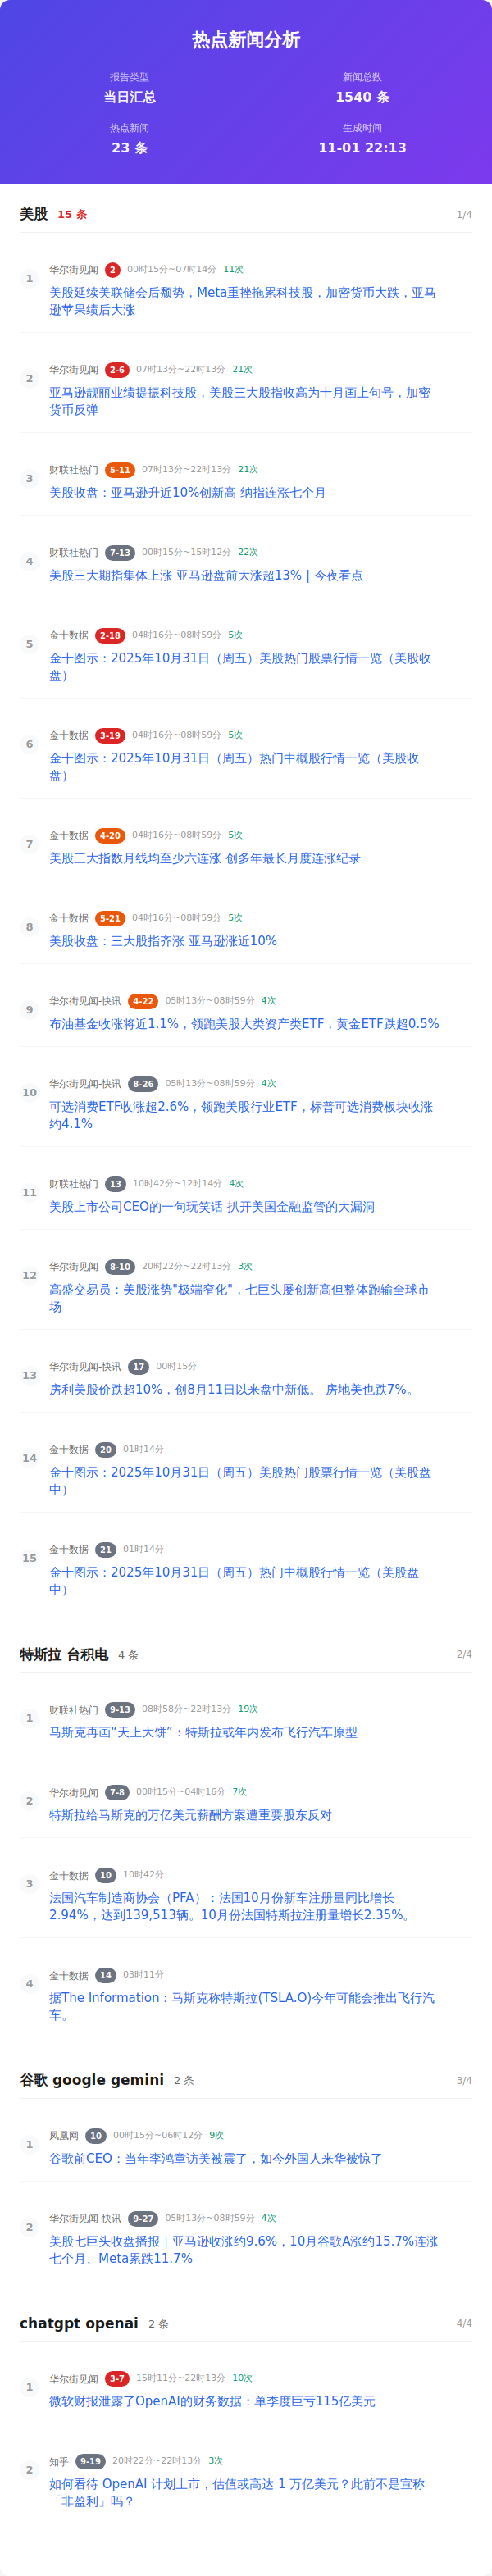 热点新闻分析
报告类型
当日汇总
新闻总数
1540 条
热点新闻
23 条
生成时间
11-01 22:13
美股 15 条 1/4
1
华尔街见闻 2 00时15分~07时14分 11次
美股延续美联储会后颓势，Meta重挫拖累科技股，加密货币大跌，亚马
逊苹果绩后大涨
2
华尔街见闻 2-6 07时13分~22时13分 21次
亚马逊靓丽业绩提振科技股，美股三大股指收高为十月画上句号，加密
货币反弹
3
财联社热门 5-11 07时13分~22时13分 21次
美股收盘：亚马逊升近10%创新高 纳指连涨七个月
4
财联社热门 7-13 00时15分~15时12分 22次
美股三大期指集体上涨 亚马逊盘前大涨超13% | 今夜看点
5
金十数据 2-18 04时16分~08时59分 5次
金十图示：2025年10月31日（周五）美股热门股票行情一览（美股收
盘）
6
金十数据 3-19 04时16分~08时59分 5次
金十图示：2025年10月31日（周五）热门中概股行情一览（美股收
盘）
7
金十数据 4-20 04时16分~08时59分 5次
美股三大指数月线均至少六连涨 创多年最长月度连涨纪录
8
金十数据 5-21 04时16分~08时59分 5次
美股收盘：三大股指齐涨 亚马逊涨近10%
9
华尔街见闻-快讯 4-22 05时13分~08时59分 4次
布油基金收涨将近1.1%，领跑美股大类资产类ETF，黄金ETF跌超0.5%
10
华尔街见闻-快讯 8-26 05时13分~08时59分 4次
可选消费ETF收涨超2.6%，领跑美股行业ETF，标普可选消费板块收涨
约4.1%
11
财联社热门 13 10时42分~12时14分 4次
美股上市公司CEO的一句玩笑话 扒开美国金融监管的大漏洞
12
华尔街见闻 8-10 20时22分~22时13分 3次
高盛交易员：美股涨势"极端窄化"，七巨头屡创新高但整体跑输全球市
场
13
华尔街见闻-快讯 17 00时15分
房利美股价跌超10%，创8月11日以来盘中新低。 房地美也跌7%。
14
金十数据 20 01时14分
金十图示：2025年10月31日（周五）美股热门股票行情一览（美股盘
中）
15
金十数据 21 01时14分
金十图示：2025年10月31日（周五）热门中概股行情一览（美股盘
中）
特斯拉 台积电 4 条 2/4
1
财联社热门 9-13 08时58分~22时13分 19次
马斯克再画“天上大饼”：特斯拉或年内发布飞行汽车原型
2
华尔街见闻 7-8 00时15分~04时16分 7次
特斯拉给马斯克的万亿美元薪酬方案遭重要股东反对
3
金十数据 10 10时42分
法国汽车制造商协会（PFA）：法国10月份新车注册量同比增长
2.94%，达到139,513辆。10月份法国特斯拉注册量增长2.35%。
4
金十数据 14 03时11分
据The Information：马斯克称特斯拉(TSLA.O)今年可能会推出飞行汽
车。
谷歌 google gemini 2 条 3/4
1
凤凰网 10 00时15分~06时12分 9次
谷歌前CEO：当年李鸿章访美被震了，如今外国人来华被惊了
2
华尔街见闻-快讯 9-27 05时13分~08时59分 4次
美股七巨头收盘播报｜亚马逊收涨约9.6%，10月谷歌A涨约15.7%连涨
七个月、Meta累跌11.7%
chatgpt openai 2 条 4/4
1
华尔街见闻 3-7 15时11分~22时13分 10次
微软财报泄露了OpenAI的财务数据：单季度巨亏115亿美元
2
知乎 9-19 20时22分~22时13分 3次
如何看待 OpenAI 计划上市，估值或高达 1 万亿美元？此前不是宣称
「非盈利」吗？